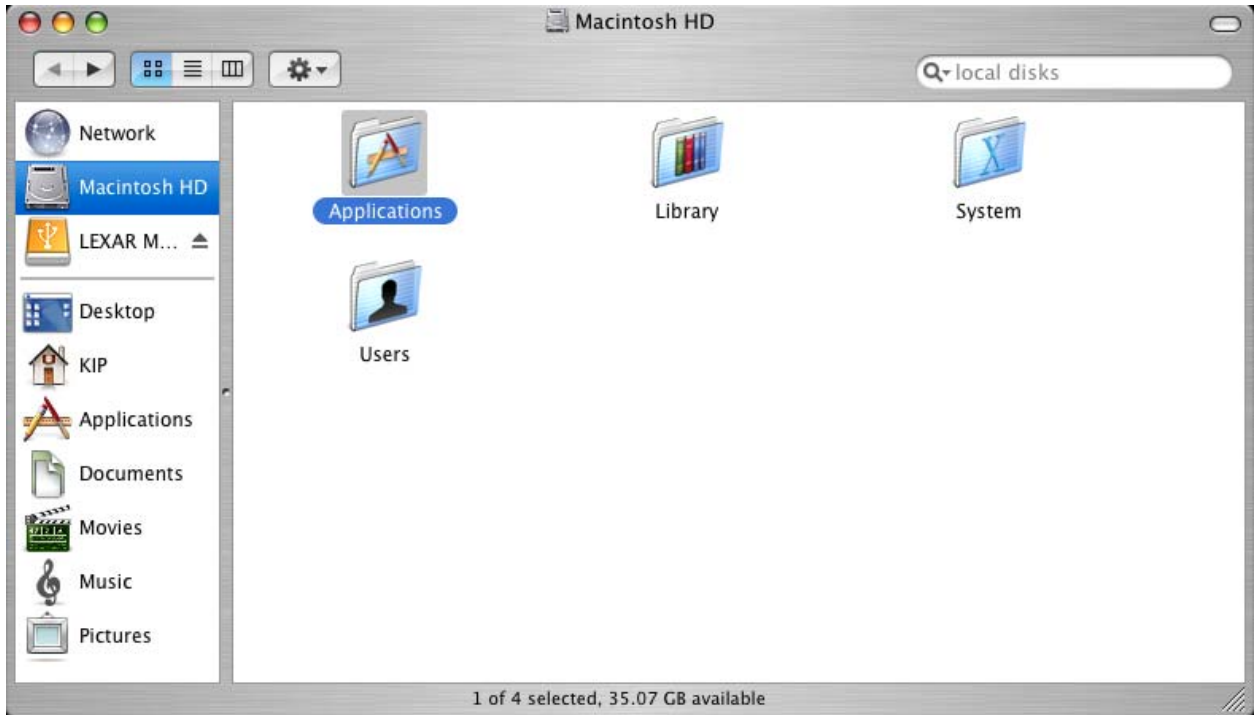 Macintosh HD
local disks
Network
Macintosh HD
LEXAR M...
Desktop
KIP
Applications
Documents
Movies
Music
Pictures
Applications
Library
System
Users
1 of 4 selected, 35.07 GB available